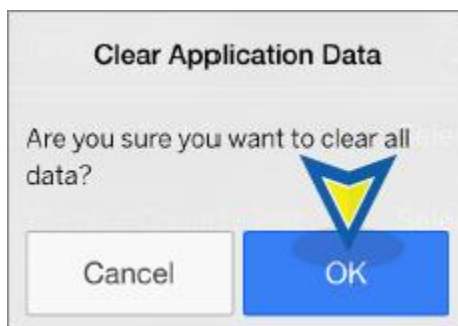 Clear Application Data
Are you sure you want to clear all
data?
Cancel
OK